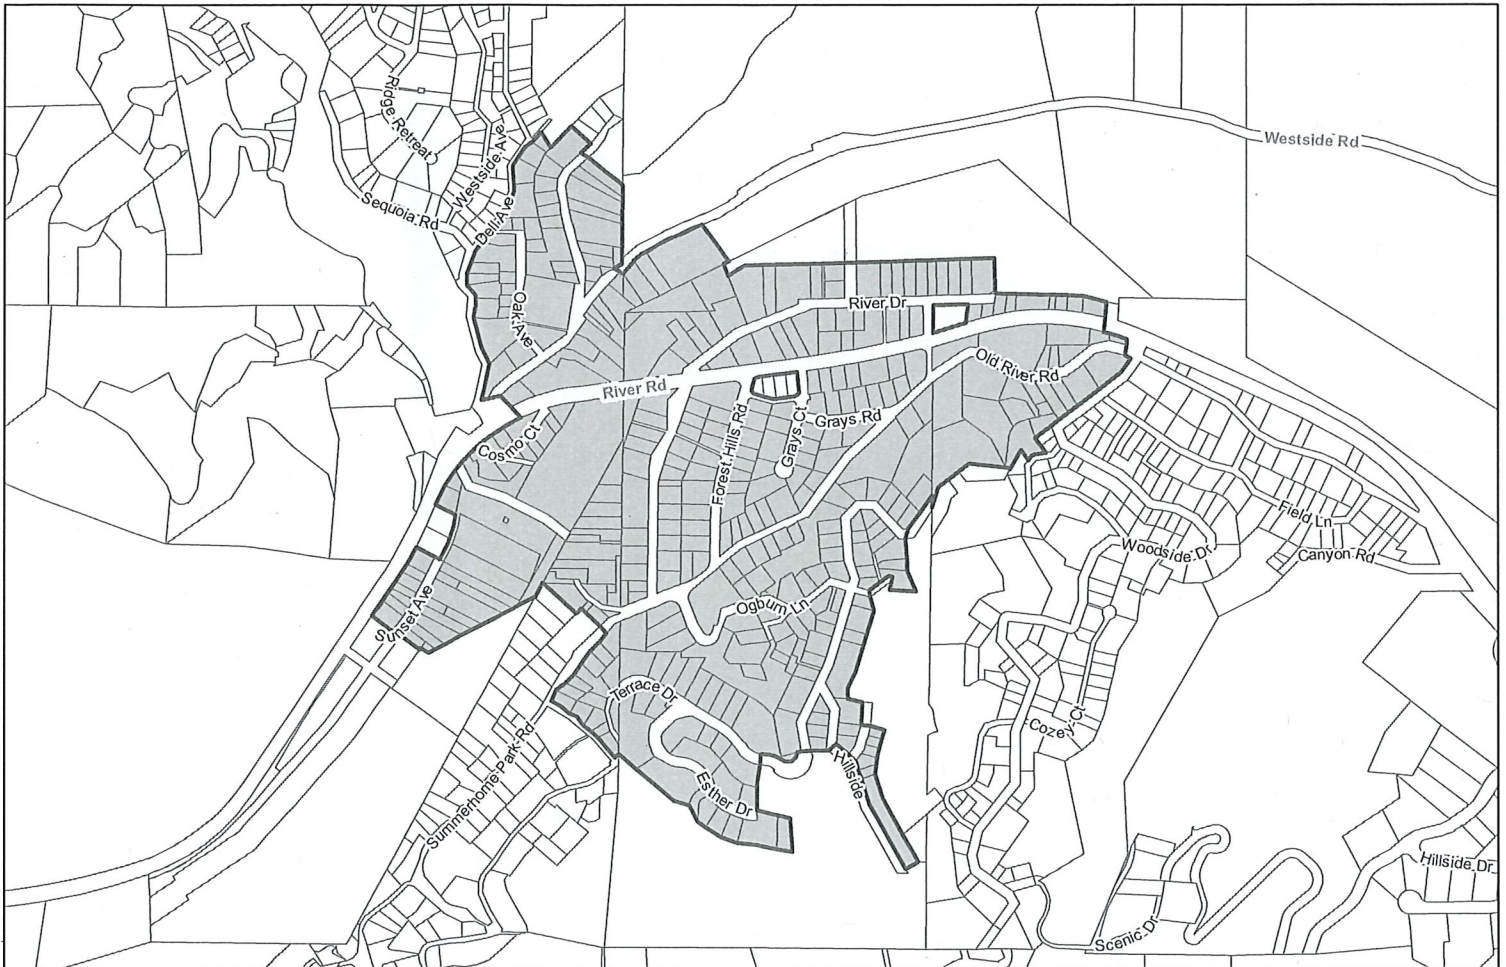 Westside Rd
Ridge Retreat
Westside Ave
Sequoia Rd
Dell Ave
Oak Ave
River Dr
Old River Rd
River Rd
Grays Rd
Grays Ct
Forest Hills Rd
Cosmo Ct
Field Ln
Woodside Dr
Canyon Rd
Sunset Ave
Ogburn Ln
Terrace Dr
Cozey Ct
Summerhome Park Rd
Esther Dr
Hillside
Hillside Dr
Scenic Dr